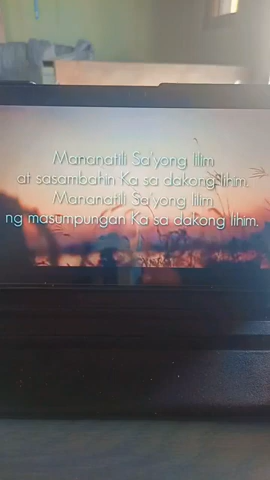 Mananatili Sa'yong lilim
at sasambahin Ka sa dakong lihim.
Mananatili Sa'yong lilim
ng masumpungan Ka sa dakong lihim.